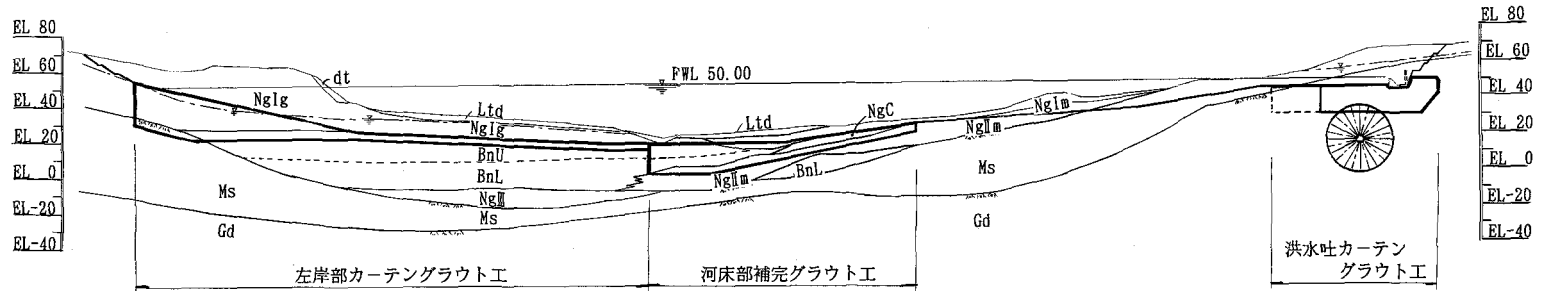 EL 80
EL 60
EL 40
EL 20
EL 0
EL-20
EL-40
dt
FWL 50.00
NgⅠg
Ltd
NgⅠg
Ltd
NgC
NgⅠm
NgⅡm
BnU
BnL
NgⅡm
BnL
Ms
NgⅢ
Ms
Ms
Gd
Gd
EL 80
EL 60
EL 40
EL 20
EL 0
EL-20
EL-40
左岸部カーテングラウト工
河床部補完グラウト工
洪水吐カーテン
グラウト工